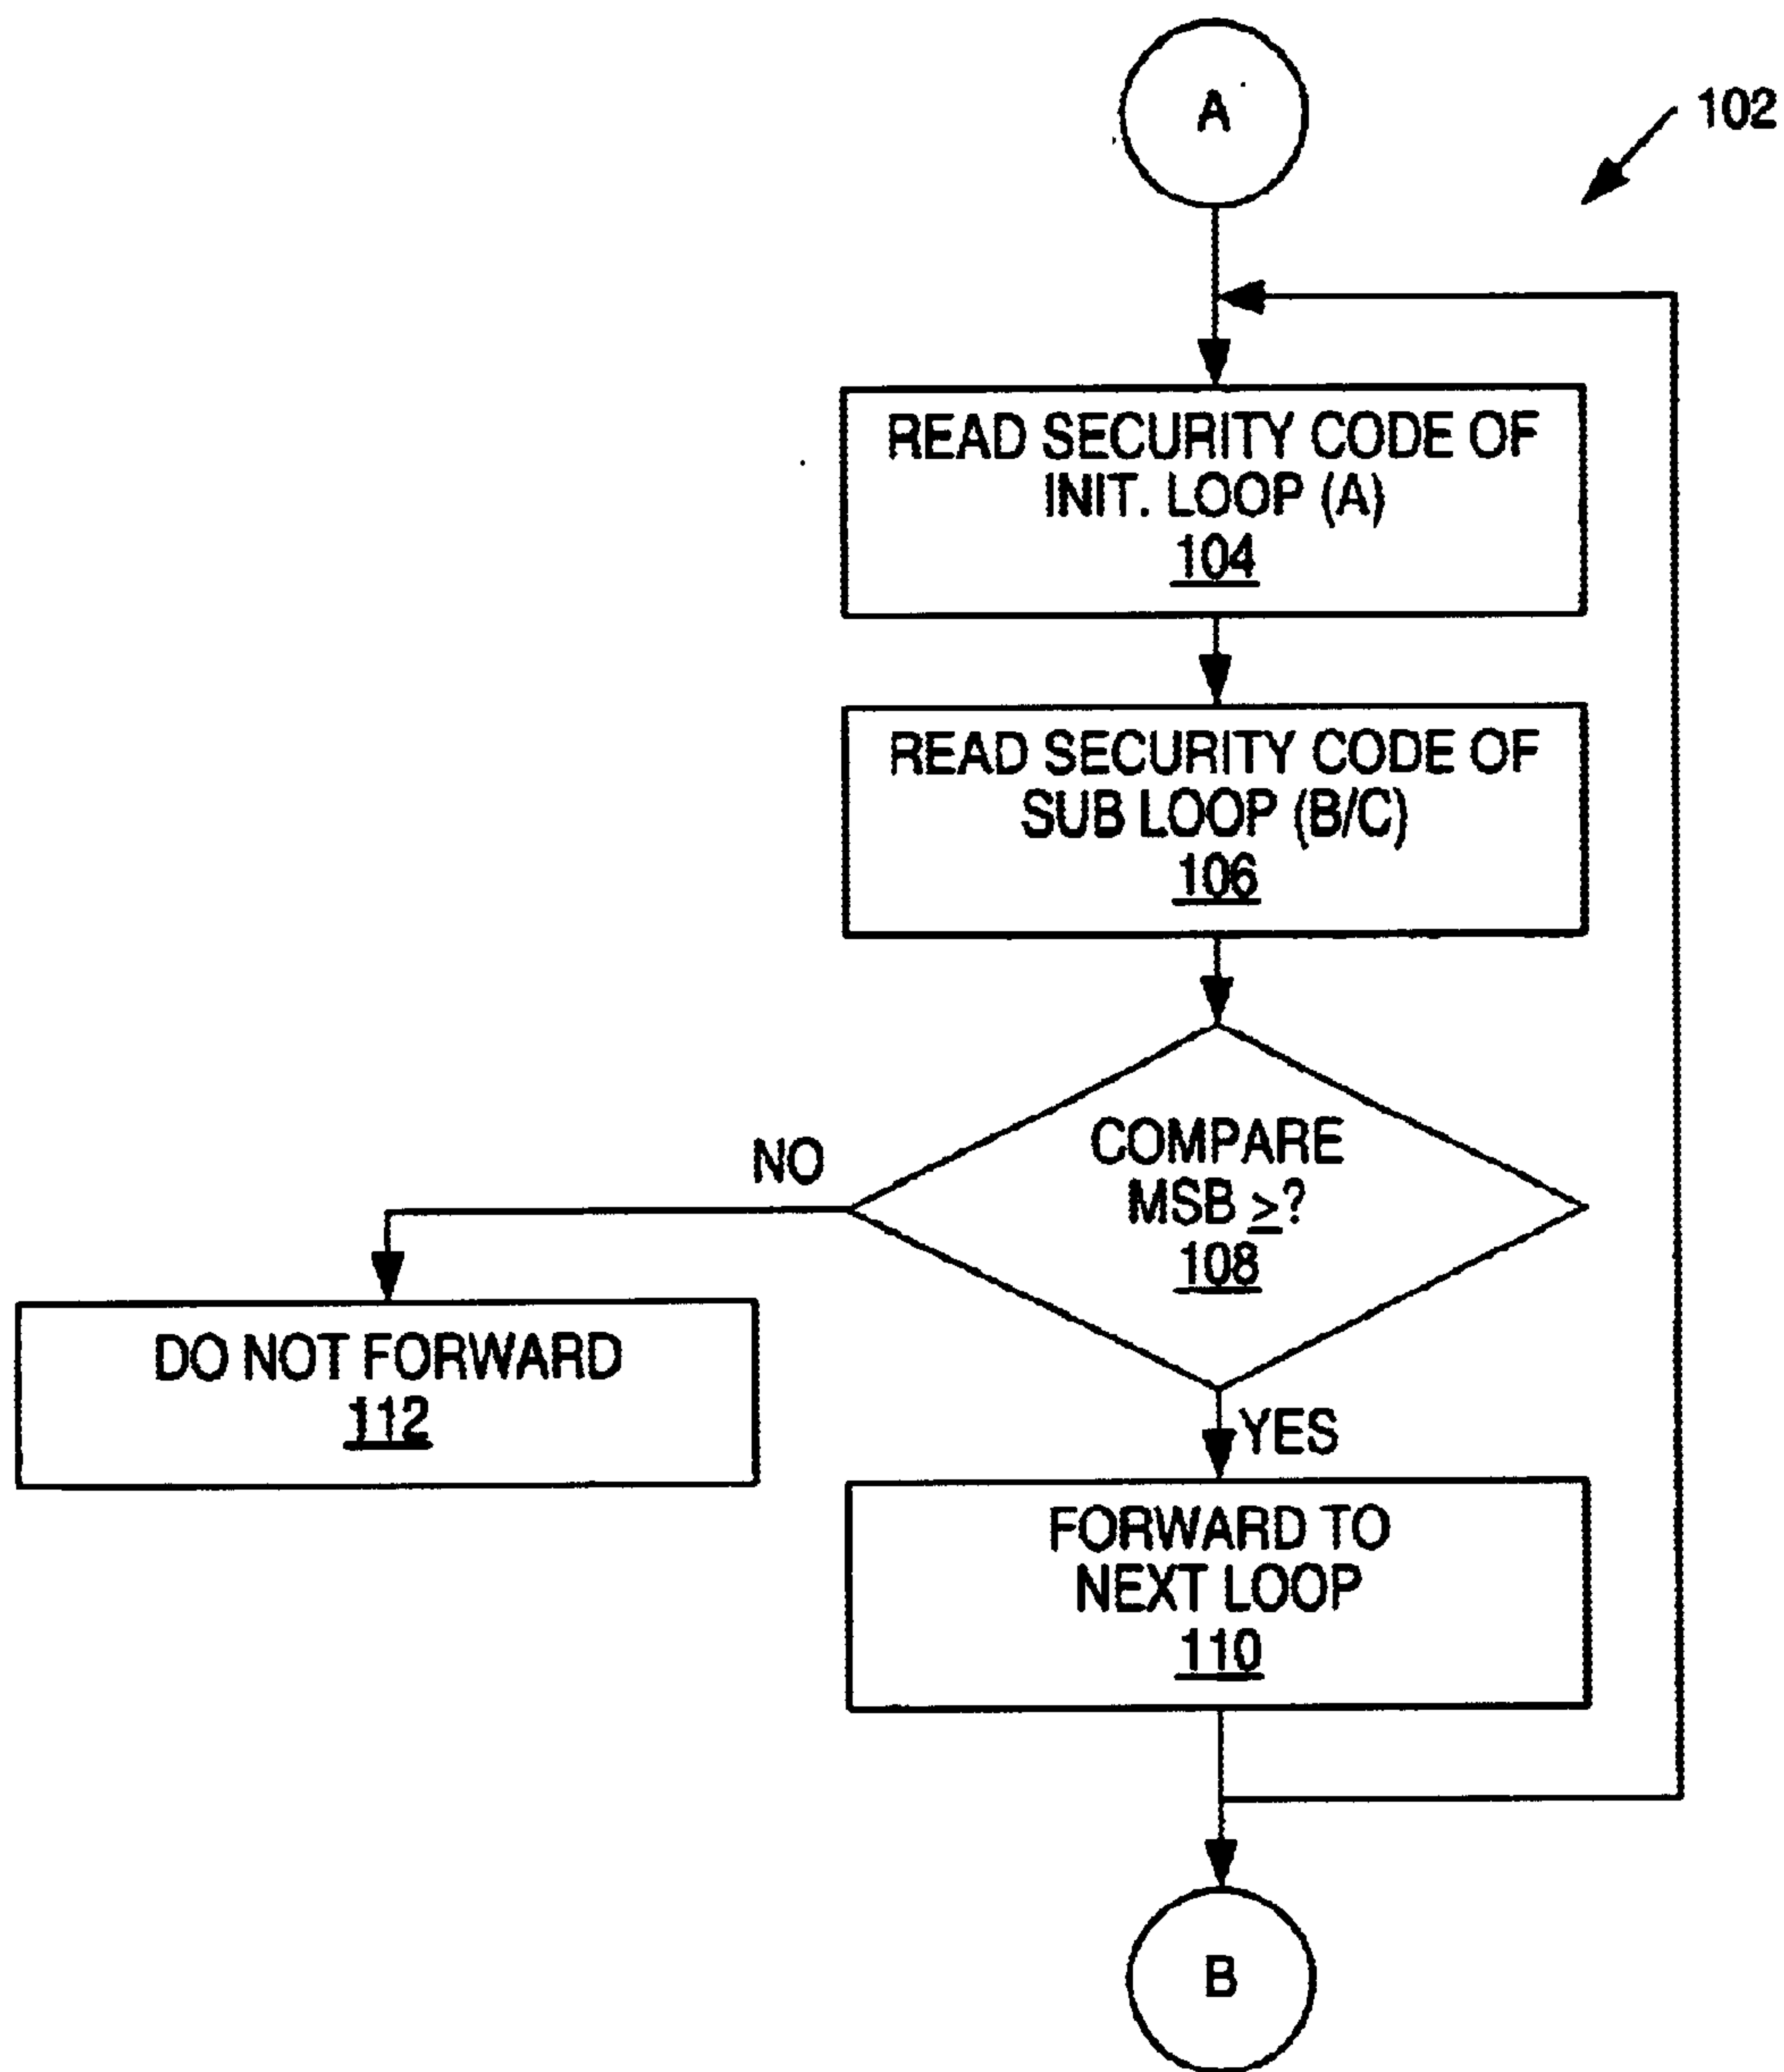 A
102
READ SECURITY CODE OF
INIT. LOOP (A)
104
READ SECURITY CODE OF
SUB LOOP (B/C)
106
COMPARE
MSB ≥?
108
NO
YES
DO NOT FORWARD
112
FORWARD TO
NEXT LOOP
110
B